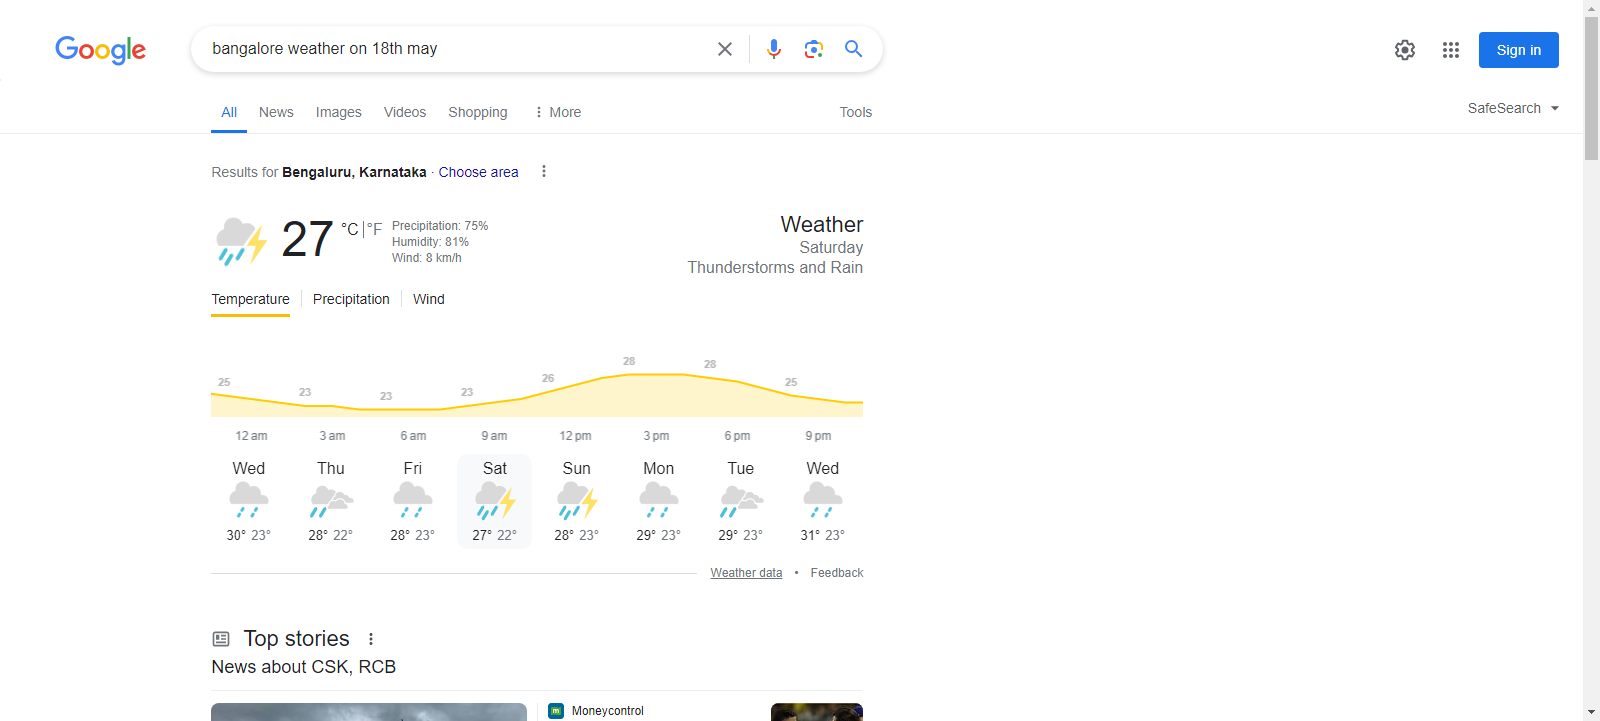 Google
bangalore weather on 18th may
Sign in
All News Images Videos Shopping More Tools
SafeSearch
Results for Bengaluru, Karnataka · Choose area
27 °C | °F
Precipitation: 75%
Humidity: 81%
Wind: 8 km/h
Weather
Saturday
Thunderstorms and Rain
Temperature Precipitation Wind
25 23 23 23 26 28 28 25
12 am 3 am 6 am 9 am 12 pm 3 pm 6 pm 9 pm
Wed Thu Fri Sat Sun Mon Tue Wed
30° 23° 28° 22° 28° 23° 27° 22° 28° 23° 29° 23° 29° 23° 31° 23°
Weather data • Feedback
Top stories
News about CSK, RCB
m Moneycontrol